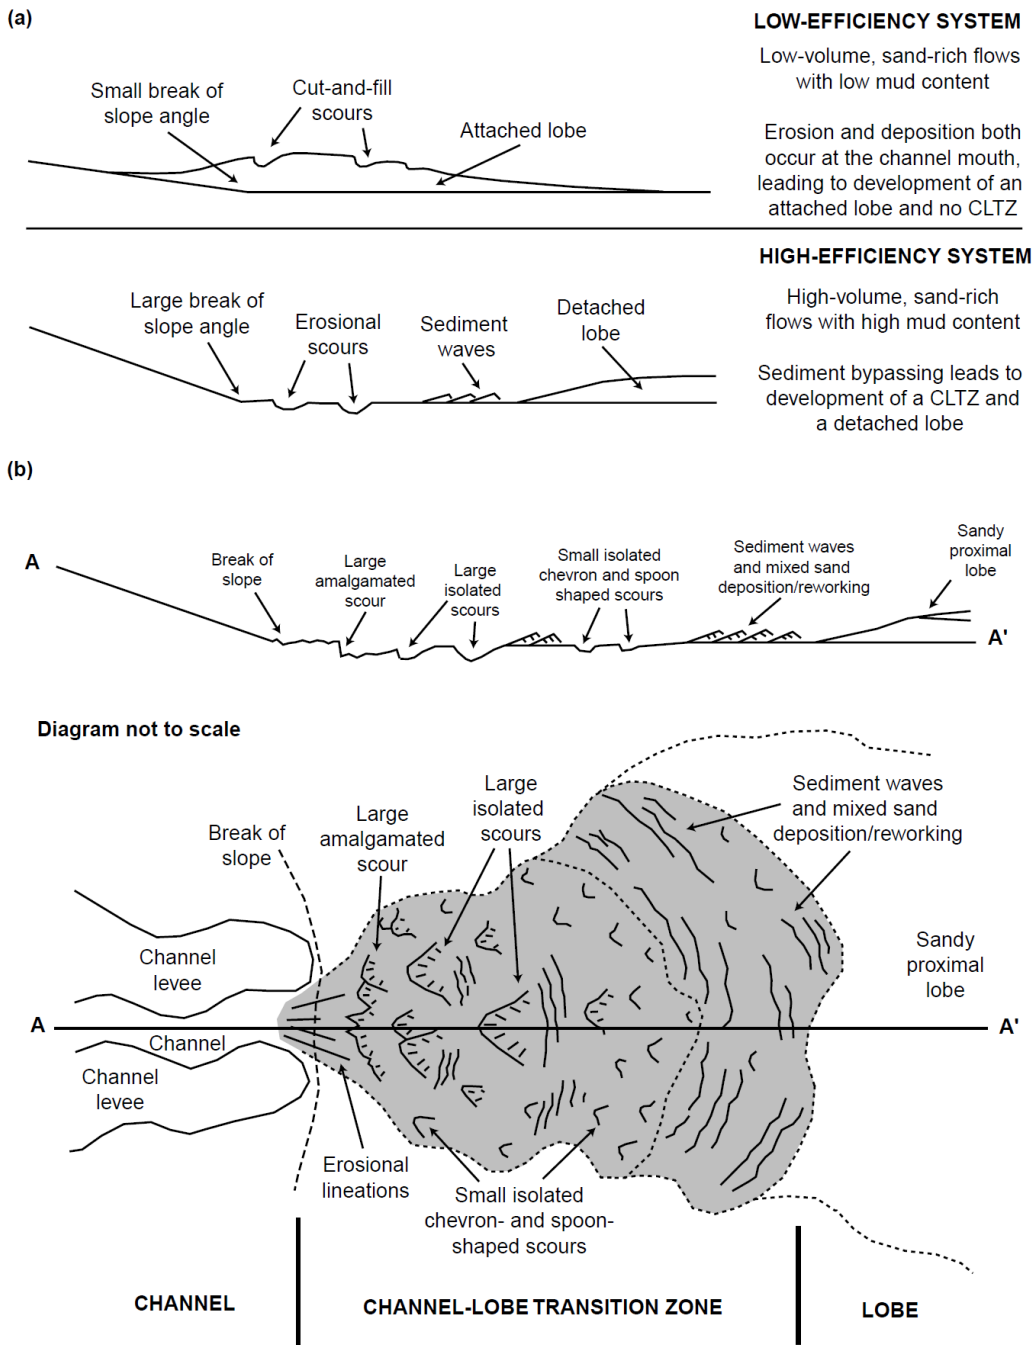 (a)
LOW-EFFICIENCY SYSTEM
Low-volume, sand-rich flows
with low mud content
Erosion and deposition both
occur at the channel mouth,
leading to development of an
attached lobe and no CLTZ
Small break of
slope angle
Cut-and-fill
scours
Attached lobe
HIGH-EFFICIENCY SYSTEM
High-volume, sand-rich
flows with high mud content
Sediment bypassing leads to
development of a CLTZ and
a detached lobe
Large break of
slope angle
Erosional
scours
Sediment
waves
Detached
lobe
(b)
A
Break of
slope
Large
amalgamated
scour
Large
isolated
scours
Small isolated
chevron and spoon
shaped scours
Sediment waves
and mixed sand
deposition/reworking
Sandy
proximal
lobe
A'
Diagram not to scale
Break of
slope
Large
amalgamated
scour
Large
isolated
scours
Sediment waves
and mixed sand
deposition/reworking
Channel
levee
Sandy
proximal
lobe
A
A'
Channel
Channel
levee
Erosional
lineations
Small isolated
chevron- and spoon-
shaped scours
CHANNEL
CHANNEL-LOBE TRANSITION ZONE
LOBE